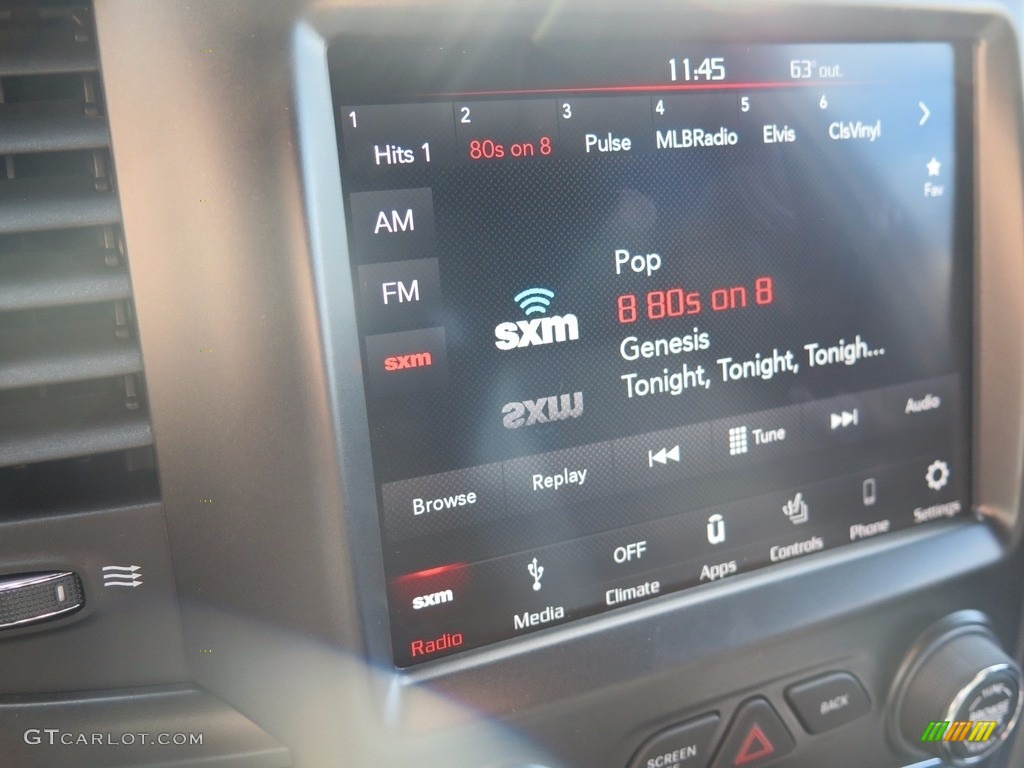 11:45 63° out.
1 2 3 4 5 6
Hits 1 80s on 8 Pulse MLBRadio Elvis ClsVinyl
Fav
AM
FM
sxm
sxm
Pop
8 80s on 8
Genesis
Tonight, Tonight, Tonigh...
Browse Replay Tune Audio
OFF
sxm
Radio Media Climate Apps Controls Phone Settings
SCREEN
BACK
GTCARLOT.COM